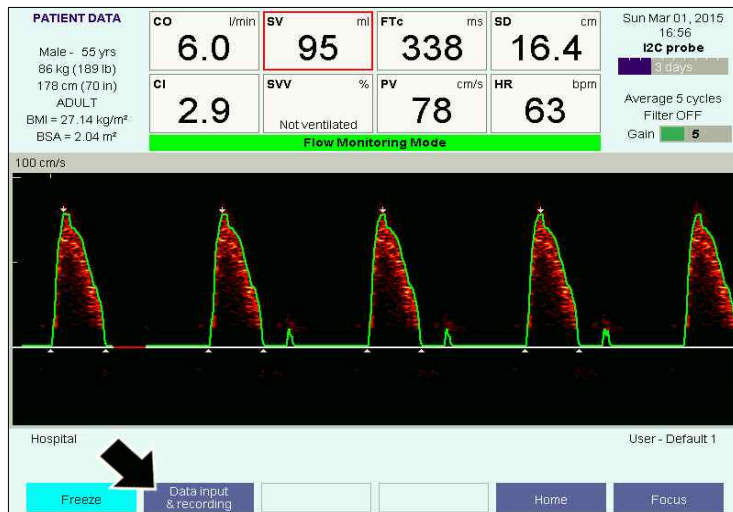 PATIENT DATA
Male - 55 yrs
86 kg (189 lb)
178 cm (70 in)
ADULT
BMI = 27.14 kg/m²
BSA = 2.04 m²
CO l/min
6.0
SV ml
95
FTc ms
338
SD cm
16.4
CI
2.9
SVV %
Not ventilated
PV cm/s
78
HR bpm
63
Flow Monitoring Mode
Sun Mar 01, 2015
16:56
I2C probe
3 days
Average 5 cycles
Filter OFF
Gain 5
100 cm/s
Hospital
User - Default 1
Freeze
Data input
& recording
Home
Focus